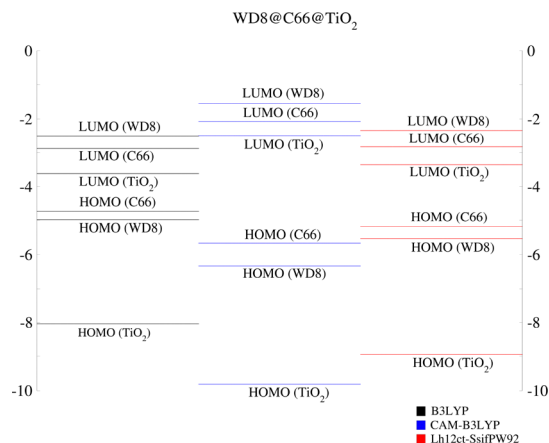 WD8@C66@TiO2
0
-2
-4
-6
-8
-10
LUMO (WD8)
LUMO (C66)
LUMO (TiO2)
HOMO (C66)
HOMO (WD8)
HOMO (TiO2)
LUMO (WD8)
LUMO (C66)
LUMO (TiO2)
HOMO (C66)
HOMO (WD8)
HOMO (TiO2)
LUMO (WD8)
LUMO (C66)
LUMO (TiO2)
HOMO (C66)
HOMO (WD8)
HOMO (TiO2)
0
-2
-4
-6
-8
-10
B3LYP
CAM-B3LYP
Lh12ct-SsifPW92